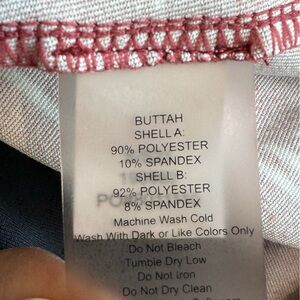 BUTTAH
SHELL A:
90% POLYESTER
10% SPANDEX
SHELL B:
92% POLYESTER
8% SPANDEX
Machine Wash Cold
Wash With Dark or Like Colors Only
Do Not Bleach
Tumble Dry Low
Do Not Iron
Do Not Dry Clean